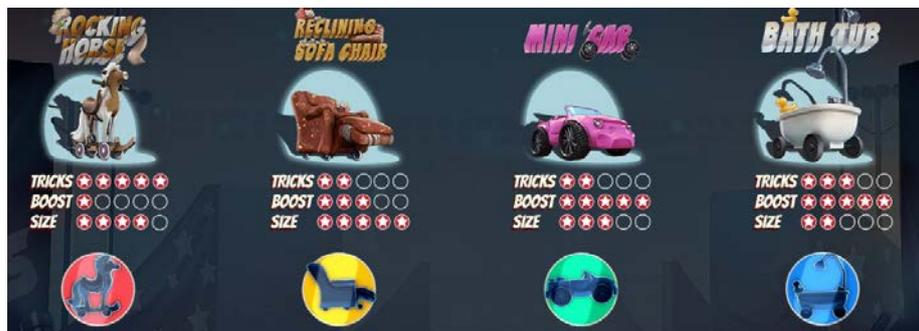 ROCKING
HORSE
TRICKS
BOOST
SIZE
RECLINING
SOFA CHAIR
TRICKS
BOOST
SIZE
MINI CAR
TRICKS
BOOST
SIZE
BATH TUB
TRICKS
BOOST
SIZE